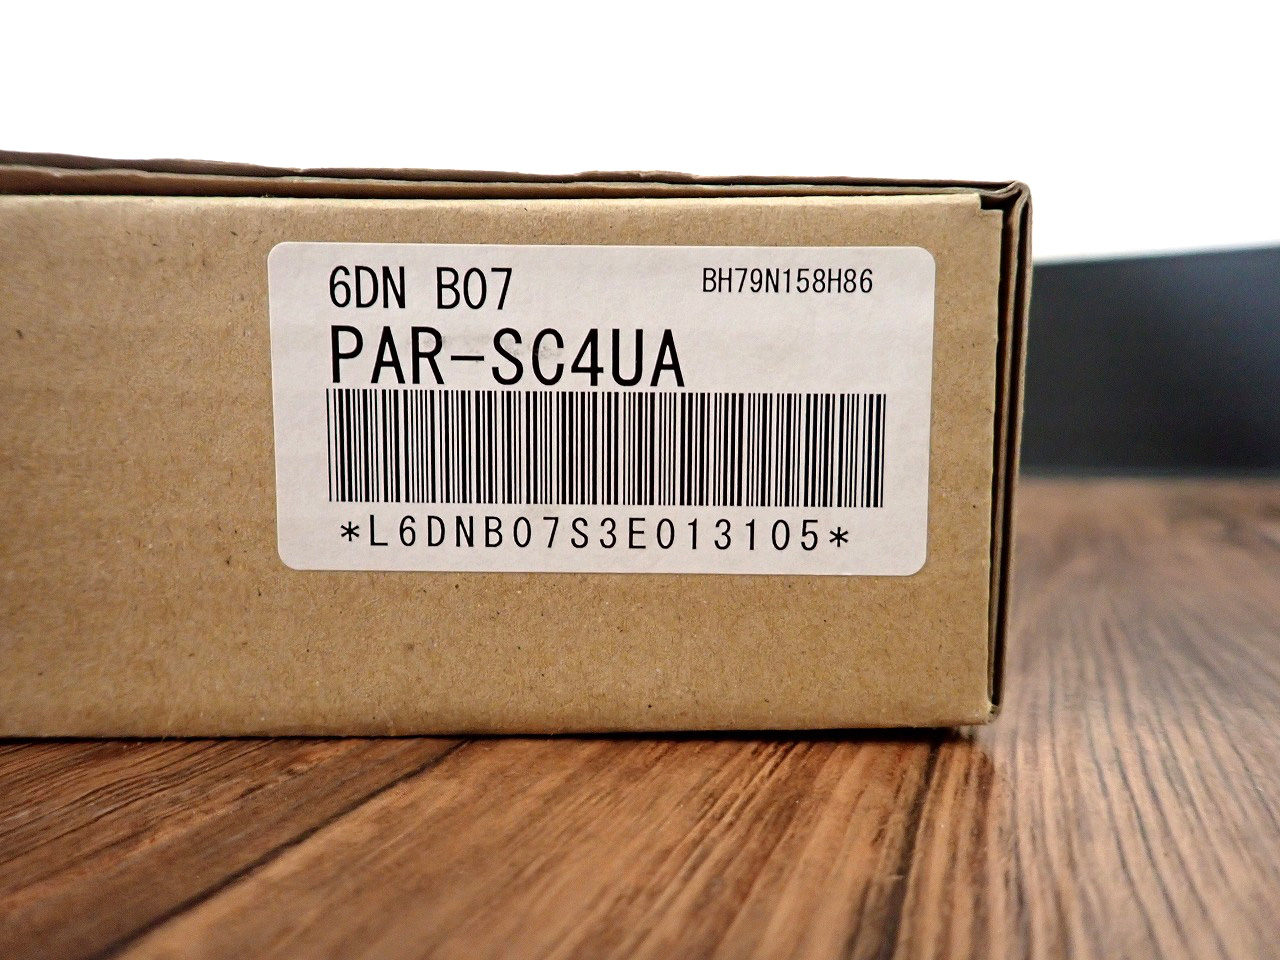 6DN B07 BH79N158H86
PAR-SC4UA
*L6DNB07S3E013105*